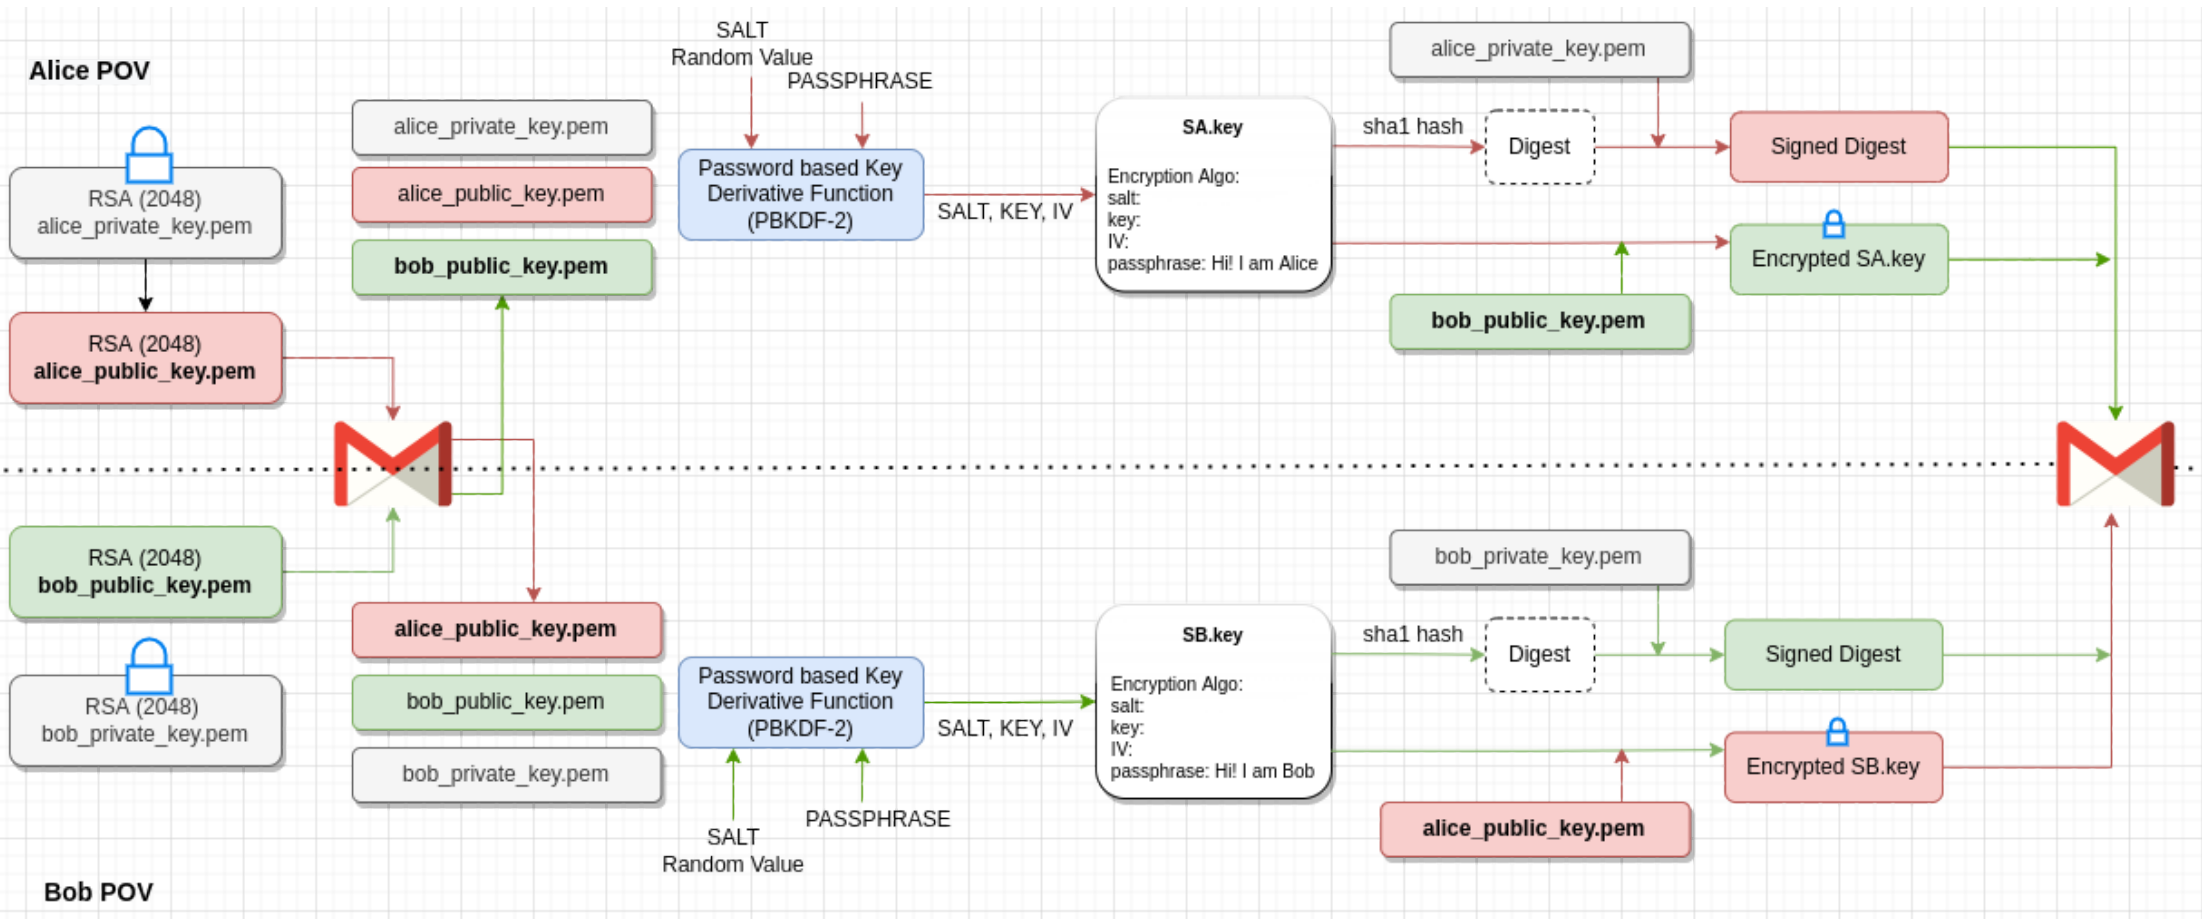 Alice POV
SALT
Random Value
PASSPHRASE
alice_private_key.pem
RSA (2048)
alice_private_key.pem
RSA (2048)
alice_public_key.pem
alice_private_key.pem
alice_public_key.pem
bob_public_key.pem
Password based Key
Derivative Function
(PBKDF-2)
SALT, KEY, IV
SA.key
Encryption Algo:
salt:
key:
IV:
passphrase: Hi! I am Alice
sha1 hash
Digest
Signed Digest
Encrypted SA.key
bob_public_key.pem
RSA (2048)
bob_public_key.pem
RSA (2048)
bob_private_key.pem
alice_public_key.pem
bob_public_key.pem
bob_private_key.pem
Password based Key
Derivative Function
(PBKDF-2)
SALT, KEY, IV
PASSPHRASE
SALT
Random Value
SB.key
Encryption Algo:
salt:
key:
IV:
passphrase: Hi! I am Bob
bob_private_key.pem
sha1 hash
Digest
Signed Digest
Encrypted SB.key
alice_public_key.pem
Bob POV